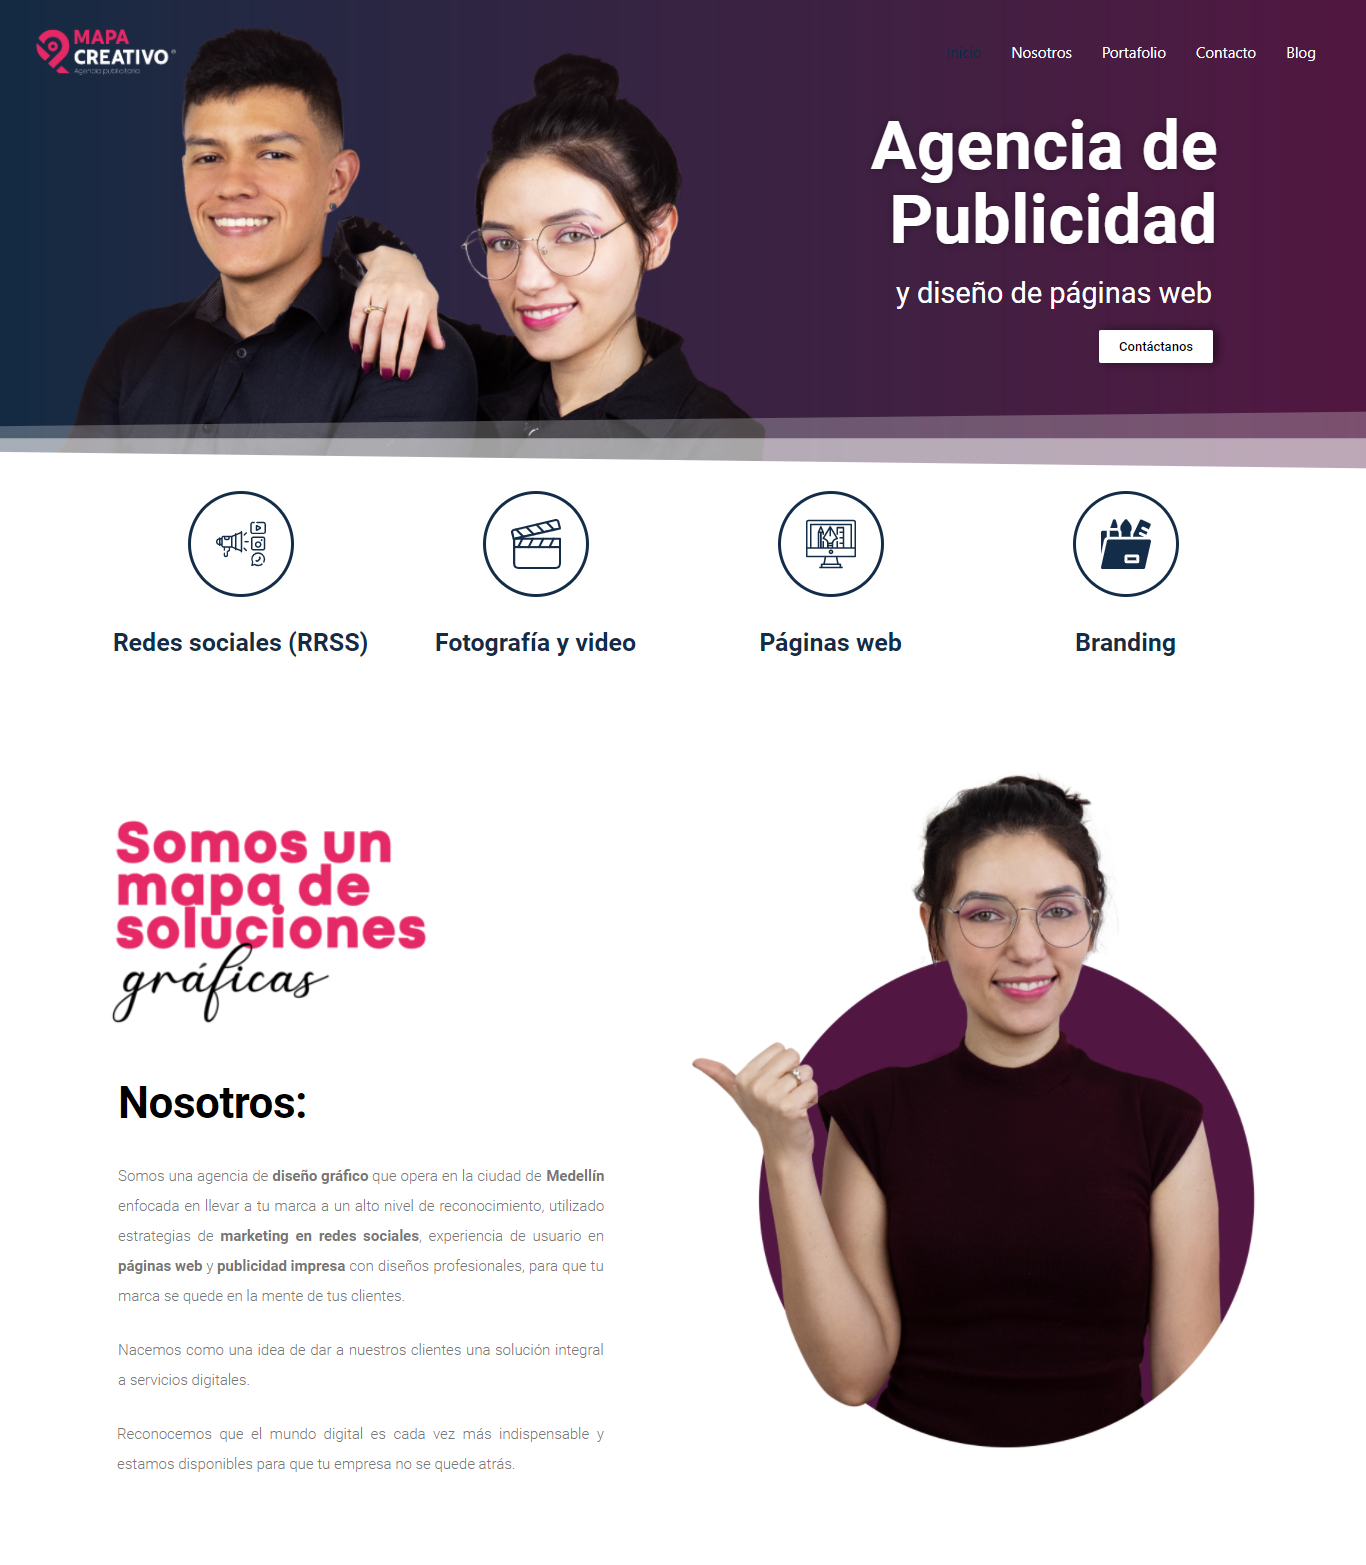 MAPA
CREATIVO
Agencia publicitaria
Inicio
Nosotros
Portafolio
Contacto
Blog
Agencia de
Publicidad
y diseño de páginas web
Contáctanos
Redes sociales (RRSS)
Fotografía y video
Páginas web
Branding
Somos un
mapa de
soluciones
gráficas
Nosotros:
Somos una agencia de diseño gráfico que opera en la ciudad de Medellín
enfocada en llevar a tu marca a un alto nivel de reconocimiento, utilizado
estrategias de marketing en redes sociales, experiencia de usuario en
páginas web y publicidad impresa con diseños profesionales, para que tu
marca se quede en la mente de tus clientes.
Nacemos como una idea de dar a nuestros clientes una solución integral
a servicios digitales.
Reconocemos que el mundo digital es cada vez más indispensable y
estamos disponibles para que tu empresa no se quede atrás.